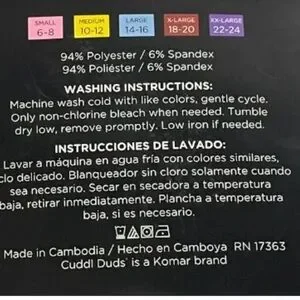 SMALL MEDIUM LARGE X-LARGE XX-LARGE
6-8 10-12 14-16 18-20 22-24
94% Polyester / 6% Spandex
94% Poliéster / 6% Spandex
WASHING INSTRUCTIONS:
Machine wash cold with like colors, gentle cycle.
Only non-chlorine bleach when needed. Tumble
dry low, remove promptly. Low iron if needed.
INSTRUCCIONES DE LAVADO:
Lavar a máquina en agua fría con colores similares,
clo delicado. Blanqueador sin cloro solamente cuando
sea necesario. Secar en secadora a temperatura
baja, retirar inmediatamente. Plancha a temperatura
baja, si es necesario.
Made in Cambodia / Hecho en Camboya RN 17363
Cuddl Duds® is a Komar brand